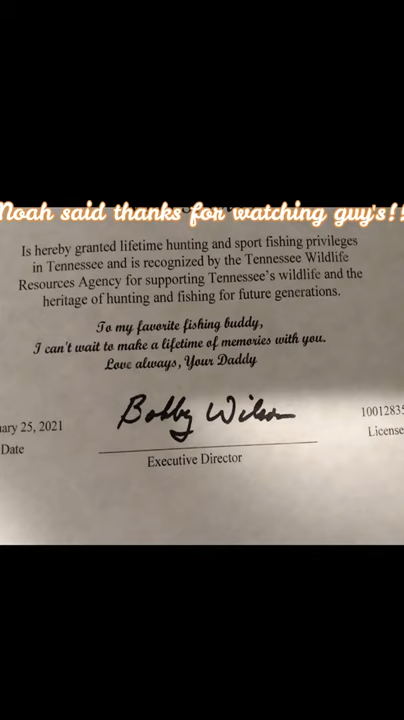 Noah said thanks for watching guy's!!
Is hereby granted lifetime hunting and sport fishing privileges
in Tennessee and is recognized by the Tennessee Wildlife
Resources Agency for supporting Tennessee's wildlife and the
heritage of hunting and fishing for future generations.
To my favorite fishing buddy,
I can't wait to make a lifetime of memories with you.
Love always, Your Daddy
Bobby Wilson
uary 25, 2021
10012835
Date
License
Executive Director